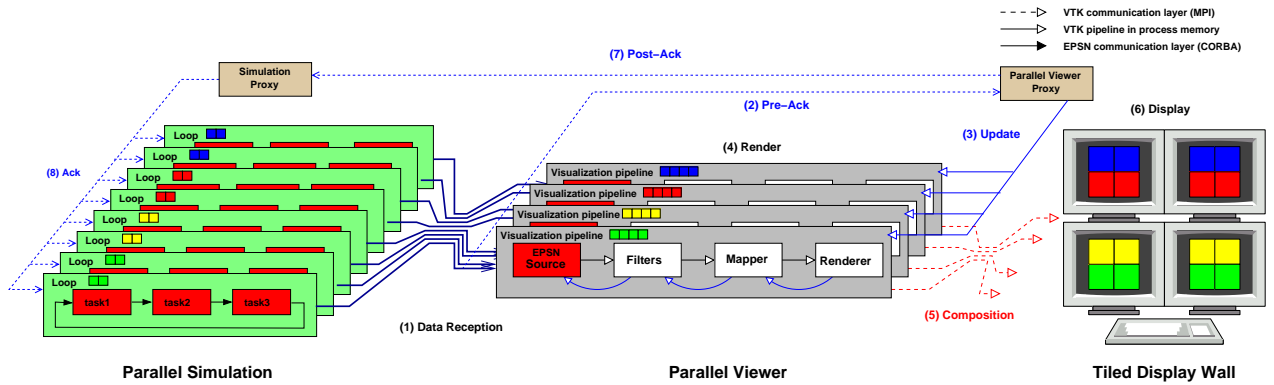 VTK communication layer (MPI)
VTK pipeline in process memory
EPSN communication layer (CORBA)
(7) Post–Ack
Simulation
Proxy
Parallel Viewer
Proxy
(2) Pre–Ack
(6) Display
(3) Update
(4) Render
(8) Ack
Loop
Loop
Loop
Loop
Loop
Loop
Loop
Loop
task1
task2
task3
Visualization pipeline
Visualization pipeline
Visualization pipeline
Visualization pipeline
EPSN
Source
Filters
Mapper
Renderer
(1) Data Reception
(5) Composition
Parallel Simulation
Parallel Viewer
Tiled Display Wall